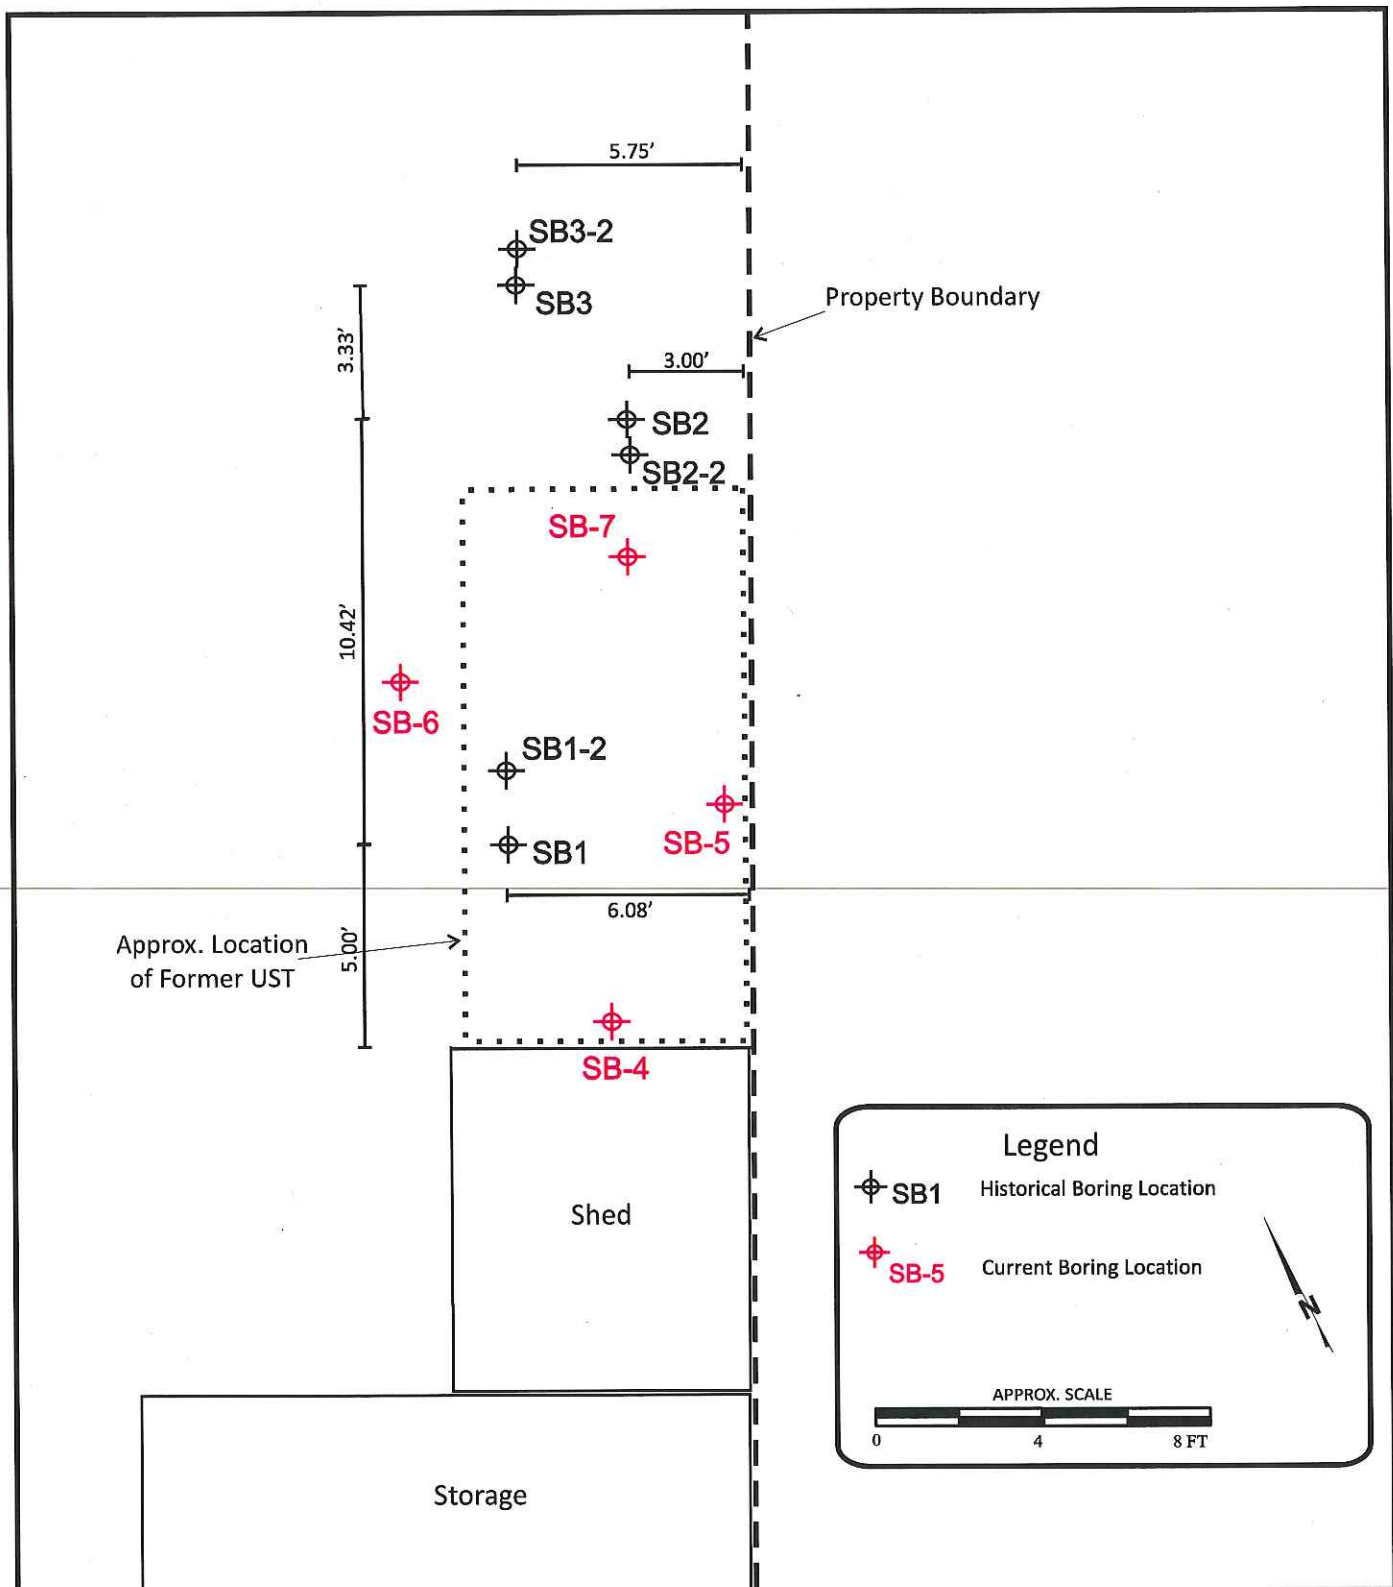 5.75’
SB3-2
SB3
Property Boundary
3.33’
3.00’
SB2
SB2-2
SB-7
10.42’
SB-6
SB1-2
SB-5
SB1
6.08’
Approx. Location
of Former UST
5.00’
SB-4
Shed
Legend
SB1 Historical Boring Location
SB-5 Current Boring Location
N
APPROX. SCALE
0 4 8 FT
Storage